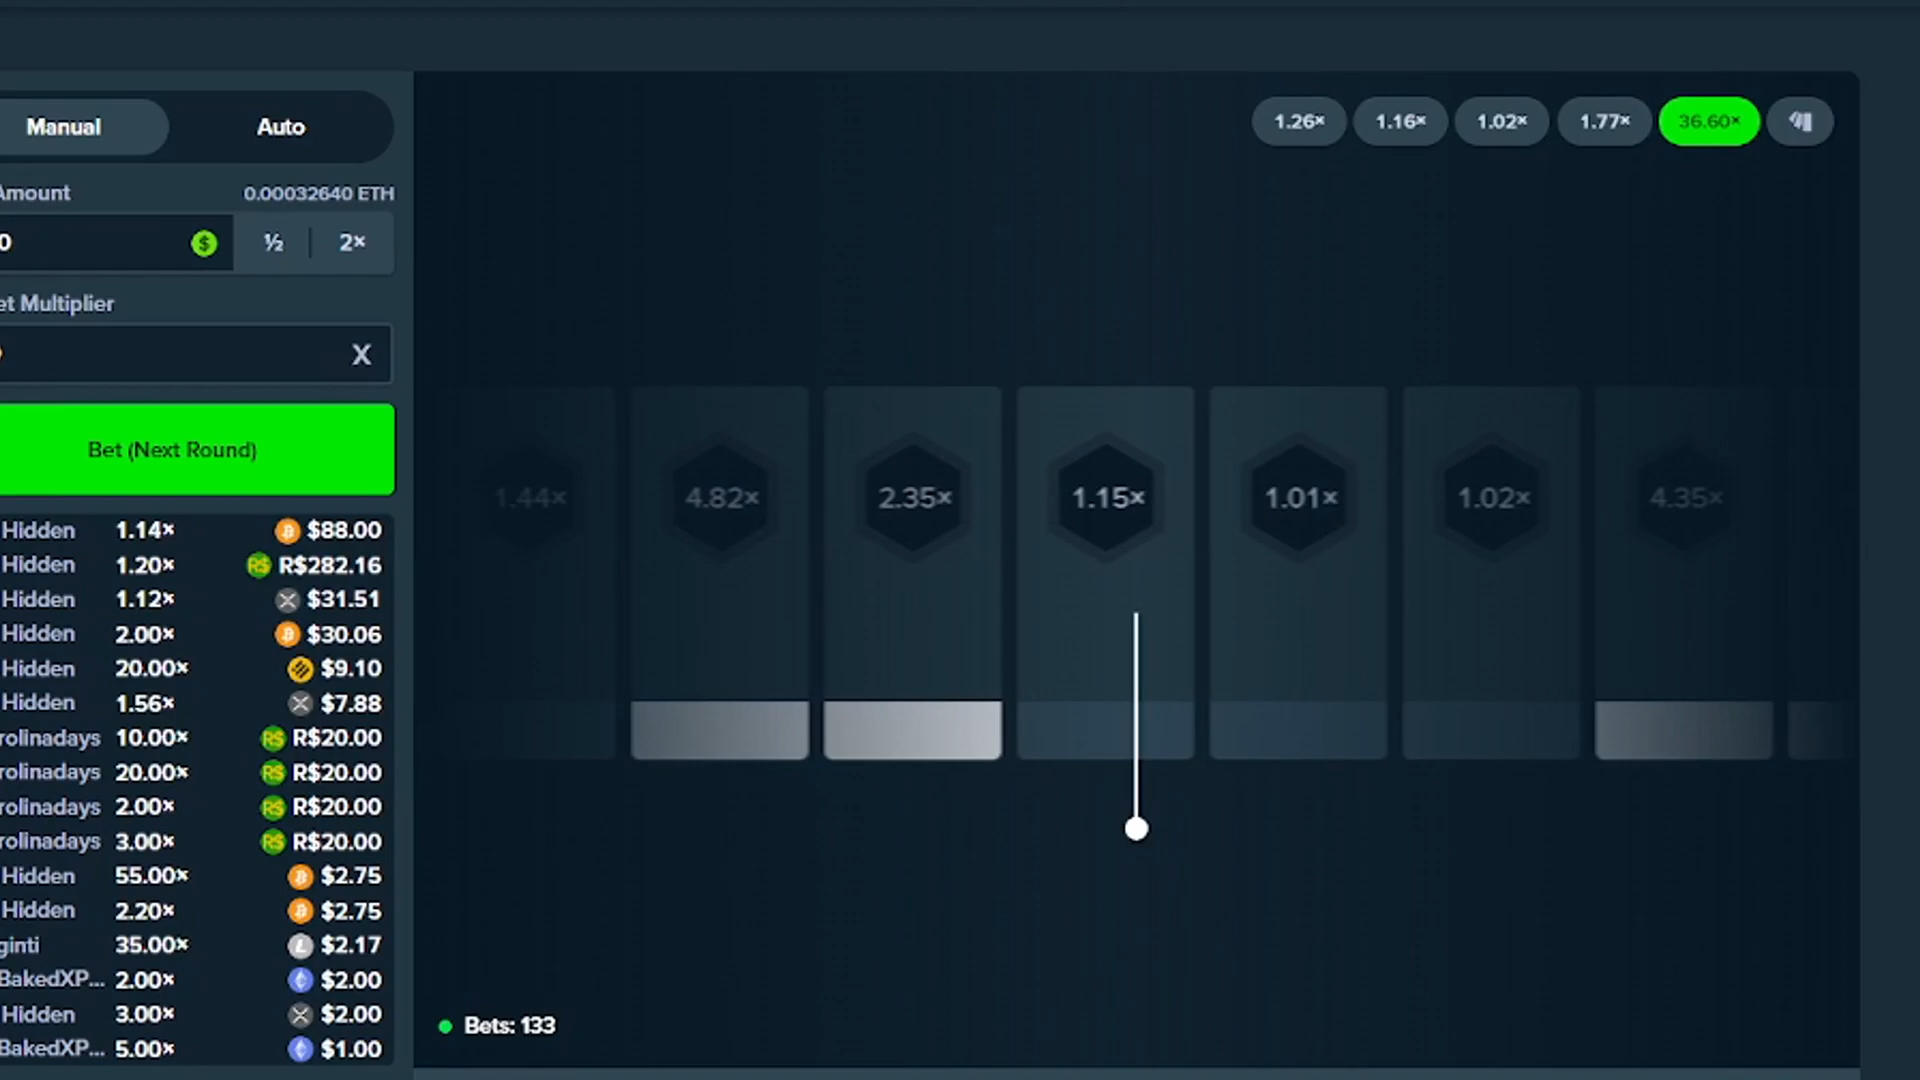 Manual Auto
Amount 0.00032640 ETH
0 $ ½ 2×
et Multiplier
X
Bet (Next Round)
Hidden 1.14× $88.00
Hidden 1.20× R$ R$282.16
Hidden 1.12× $31.51
Hidden 2.00× $30.06
Hidden 20.00× $9.10
Hidden 1.56× $7.88
rolinadays 10.00× R$ R$20.00
rolinadays 20.00× R$ R$20.00
rolinadays 2.00× R$ R$20.00
rolinadays 3.00× R$ R$20.00
Hidden 55.00× $2.75
Hidden 2.20× $2.75
ginti 35.00× $2.17
BakedXP... 2.00× $2.00
Hidden 3.00× $2.00
BakedXP... 5.00× $1.00
1.26× 1.16× 1.02× 1.77× 36.60×
1.44× 4.82× 2.35× 1.15× 1.01× 1.02× 4.35×
Bets: 133